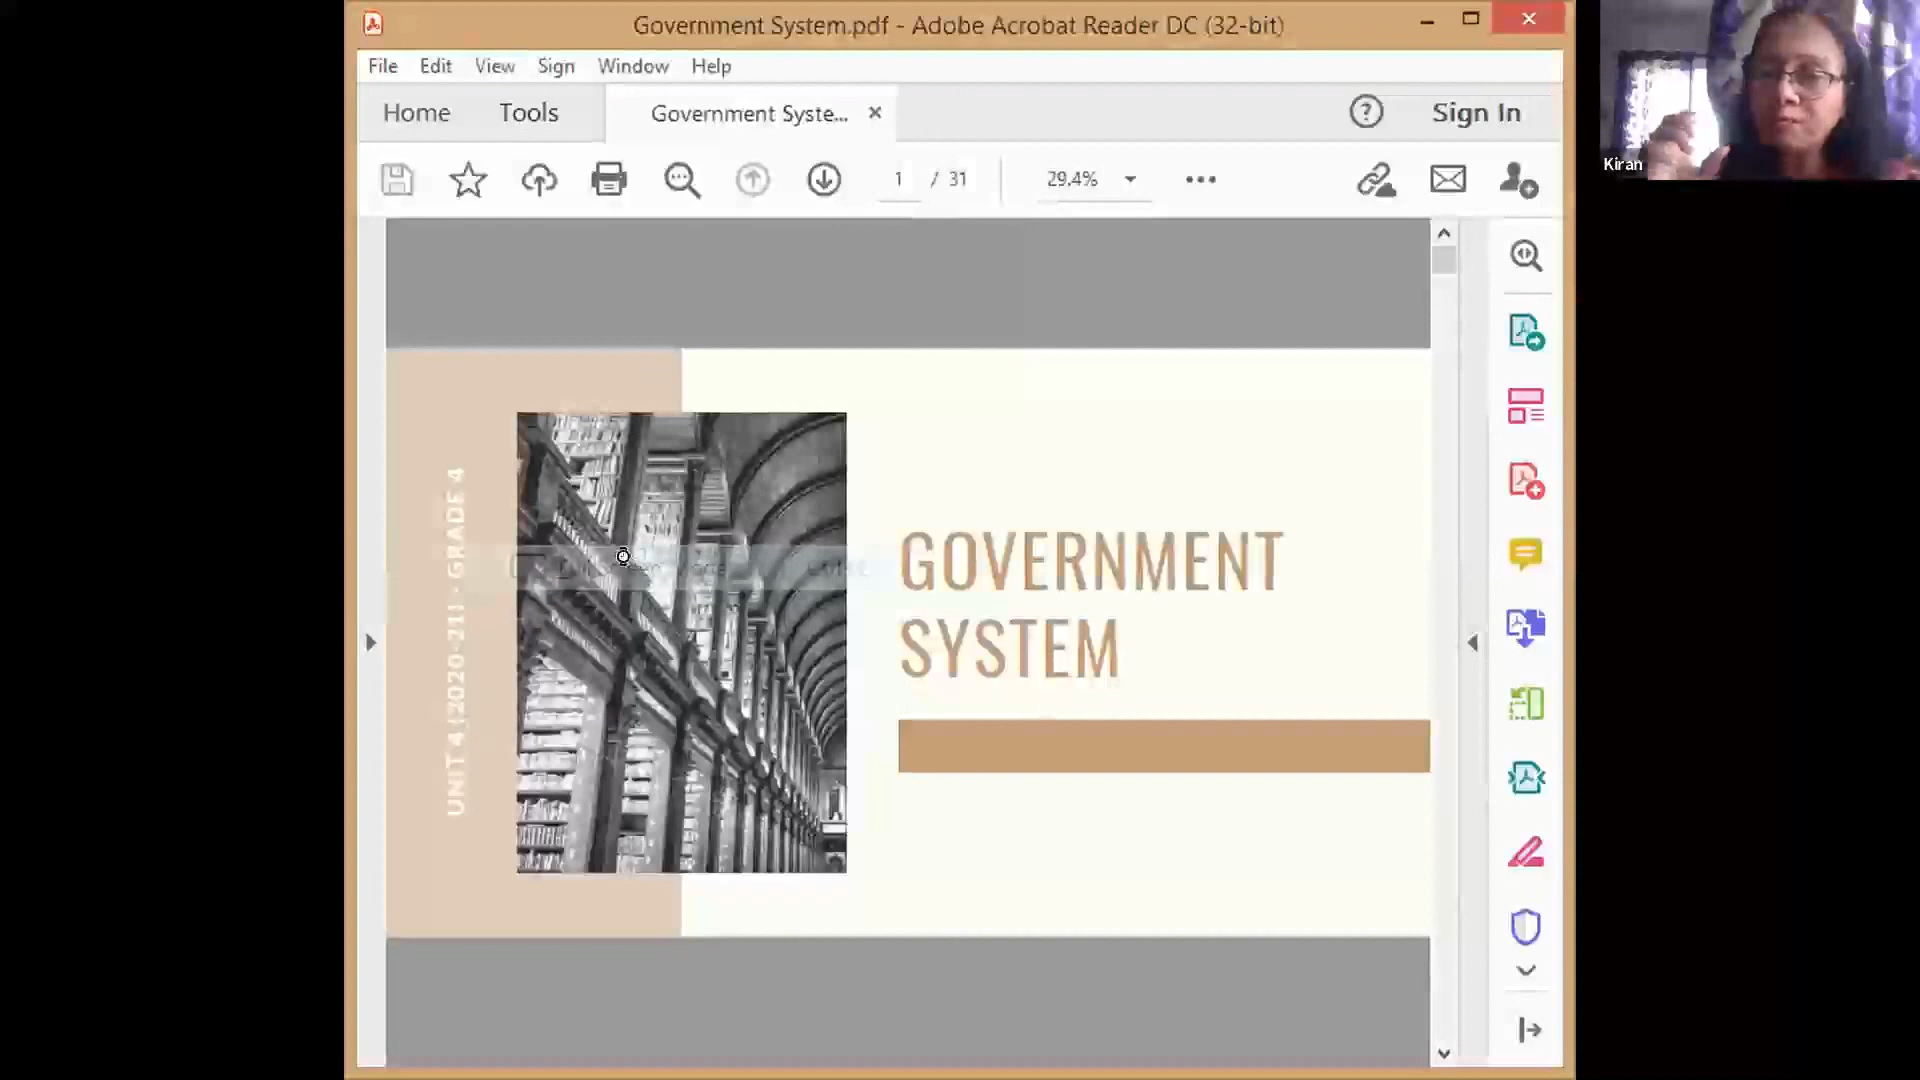 Government System.pdf - Adobe Acrobat Reader DC (32-bit)
File Edit View Sign Window Help
Home Tools Government Syste... Sign In
1 / 31 29,4%
Kiran
UNIT 4 (2020-21) - GRADE 4
GOVERNMENT
SYSTEM